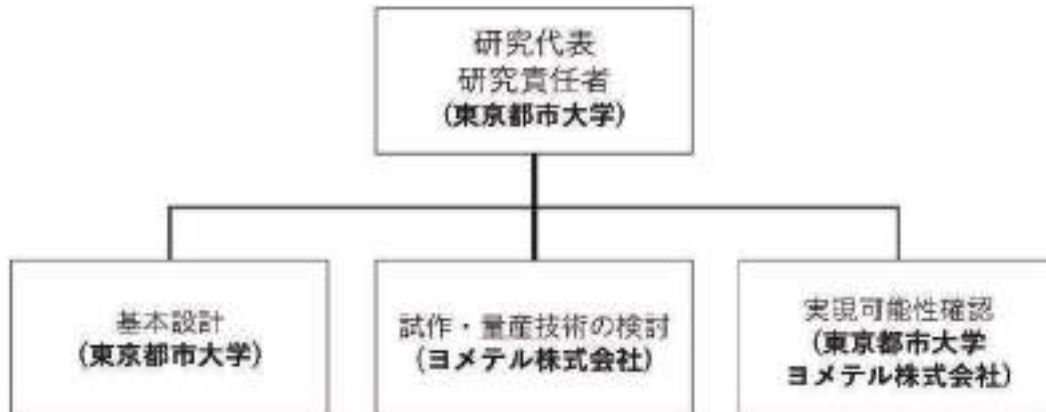 研究代表
研究責任者
(東京都市大学)
基本設計
(東京都市大学)
試作・量産技術の検討
(ヨメテル株式会社)
実現可能性確認
(東京都市大学
ヨメテル株式会社)